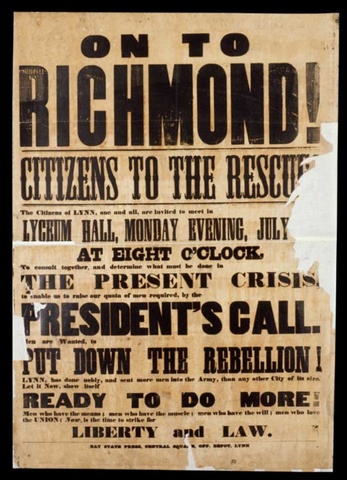 ON TO
RICHMOND!
CITIZENS TO THE RESCUE
The Citizens of LYNN, one and all, are invited to meet in
LYCEUM HALL, MONDAY EVENING, JULY
AT EIGHT O'CLOCK,
To consult together, and determine what must be done in
THE PRESENT CRISIS,
to enable us to raise our quota of men required, by the
PRESIDENT'S CALL.
Men are Wanted, to
PUT DOWN THE REBELLION!
LYNN, has done nobly, and sent more men into the Army, than any other City of its size.
Let it Now, shew itself
READY TO DO MORE!
Men who have the means; men who have the muscle; men who have the will; men who love
the UNION; Now, is the time to strike for
LIBERTY and LAW.
BAY STATE PRESS, CENTRAL SQUARE, OPP. DEPOT, LYNN